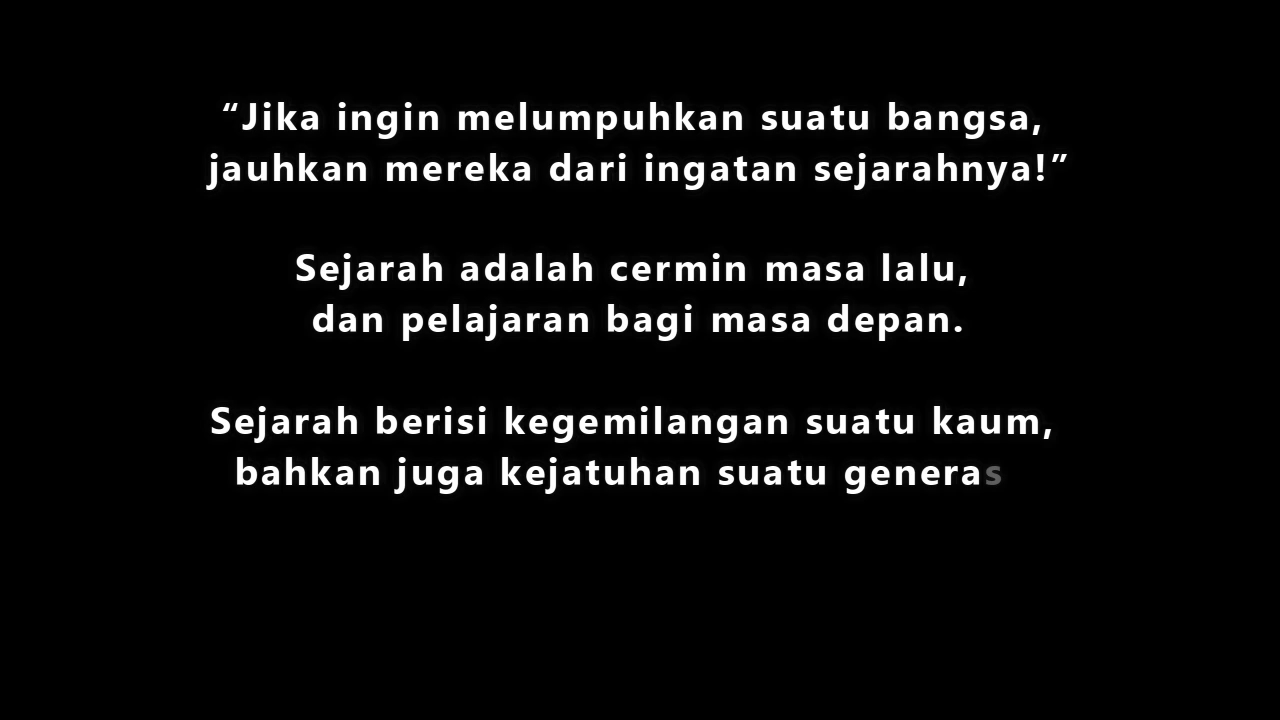 “Jika ingin melumpuhkan suatu bangsa,
jauhkan mereka dari ingatan sejarahnya!”
Sejarah adalah cermin masa lalu,
dan pelajaran bagi masa depan.
Sejarah berisi kegemilangan suatu kaum,
bahkan juga kejatuhan suatu generas